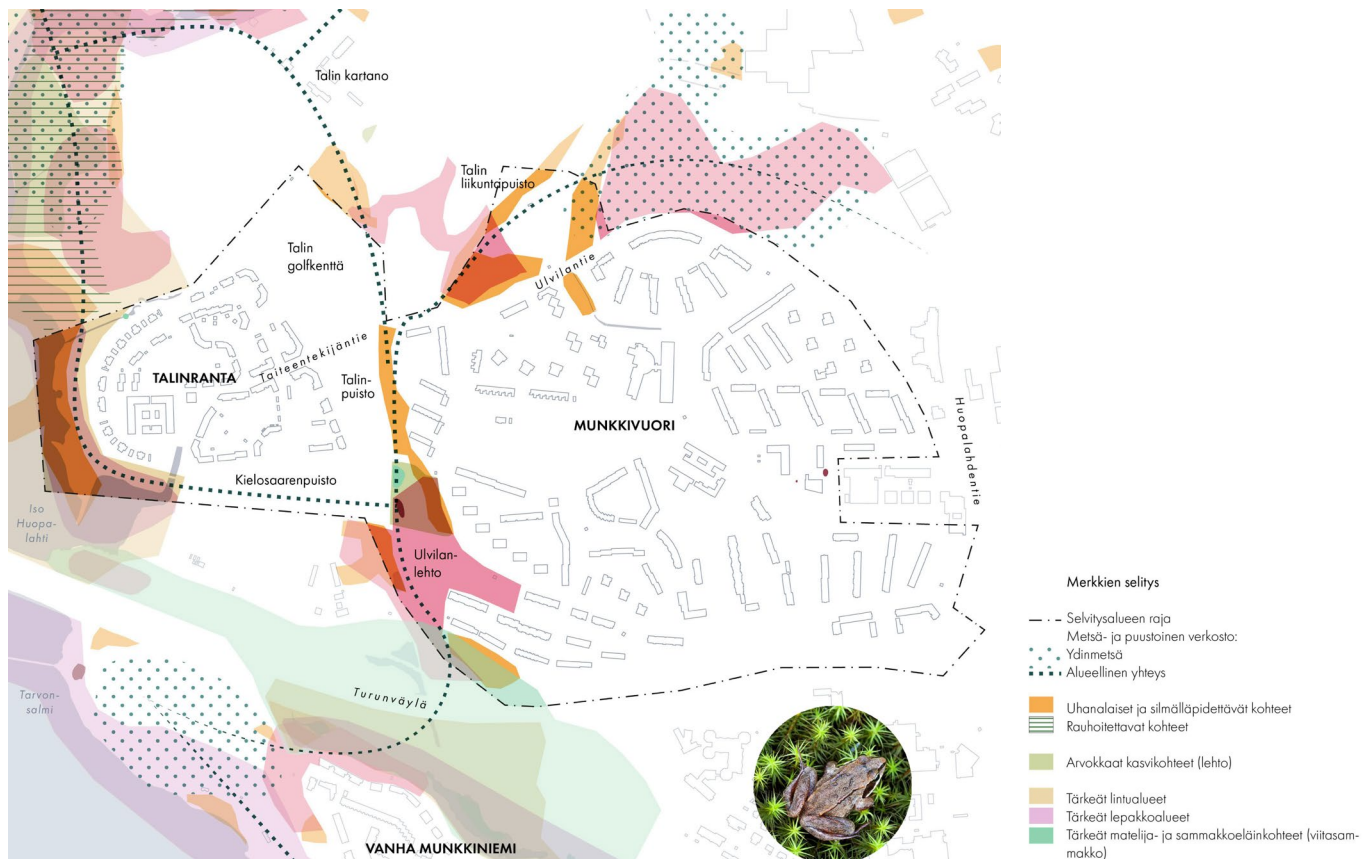 Talin kartano
Talin
liikuntapuisto
Talin
golfkenttä
Ulvilantie
Taiteentekijäntie
TALINRANTA
Talin-
puisto
MUNKKIVUORI
Huopalahdentie
Kielosaarenpuisto
Iso
Huopa-
lahti
Ulvilan-
lehto
Tarvon-
salmi
Turunväylä
VANHA MUNKKINIEMI
Merkkien selitys
Selvitysalueen raja
Metsä- ja puustoinen verkosto:
Ydinmetsä
Alueellinen yhteys
Uhanalaiset ja silmälläpidettävät kohteet
Rauhoitettavat kohteet
Arvokkaat kasvikohteet (lehto)
Tärkeät lintualueet
Tärkeät lepakkoalueet
Tärkeät matelija- ja sammakkoeläinkohteet (viitasam-
makko)